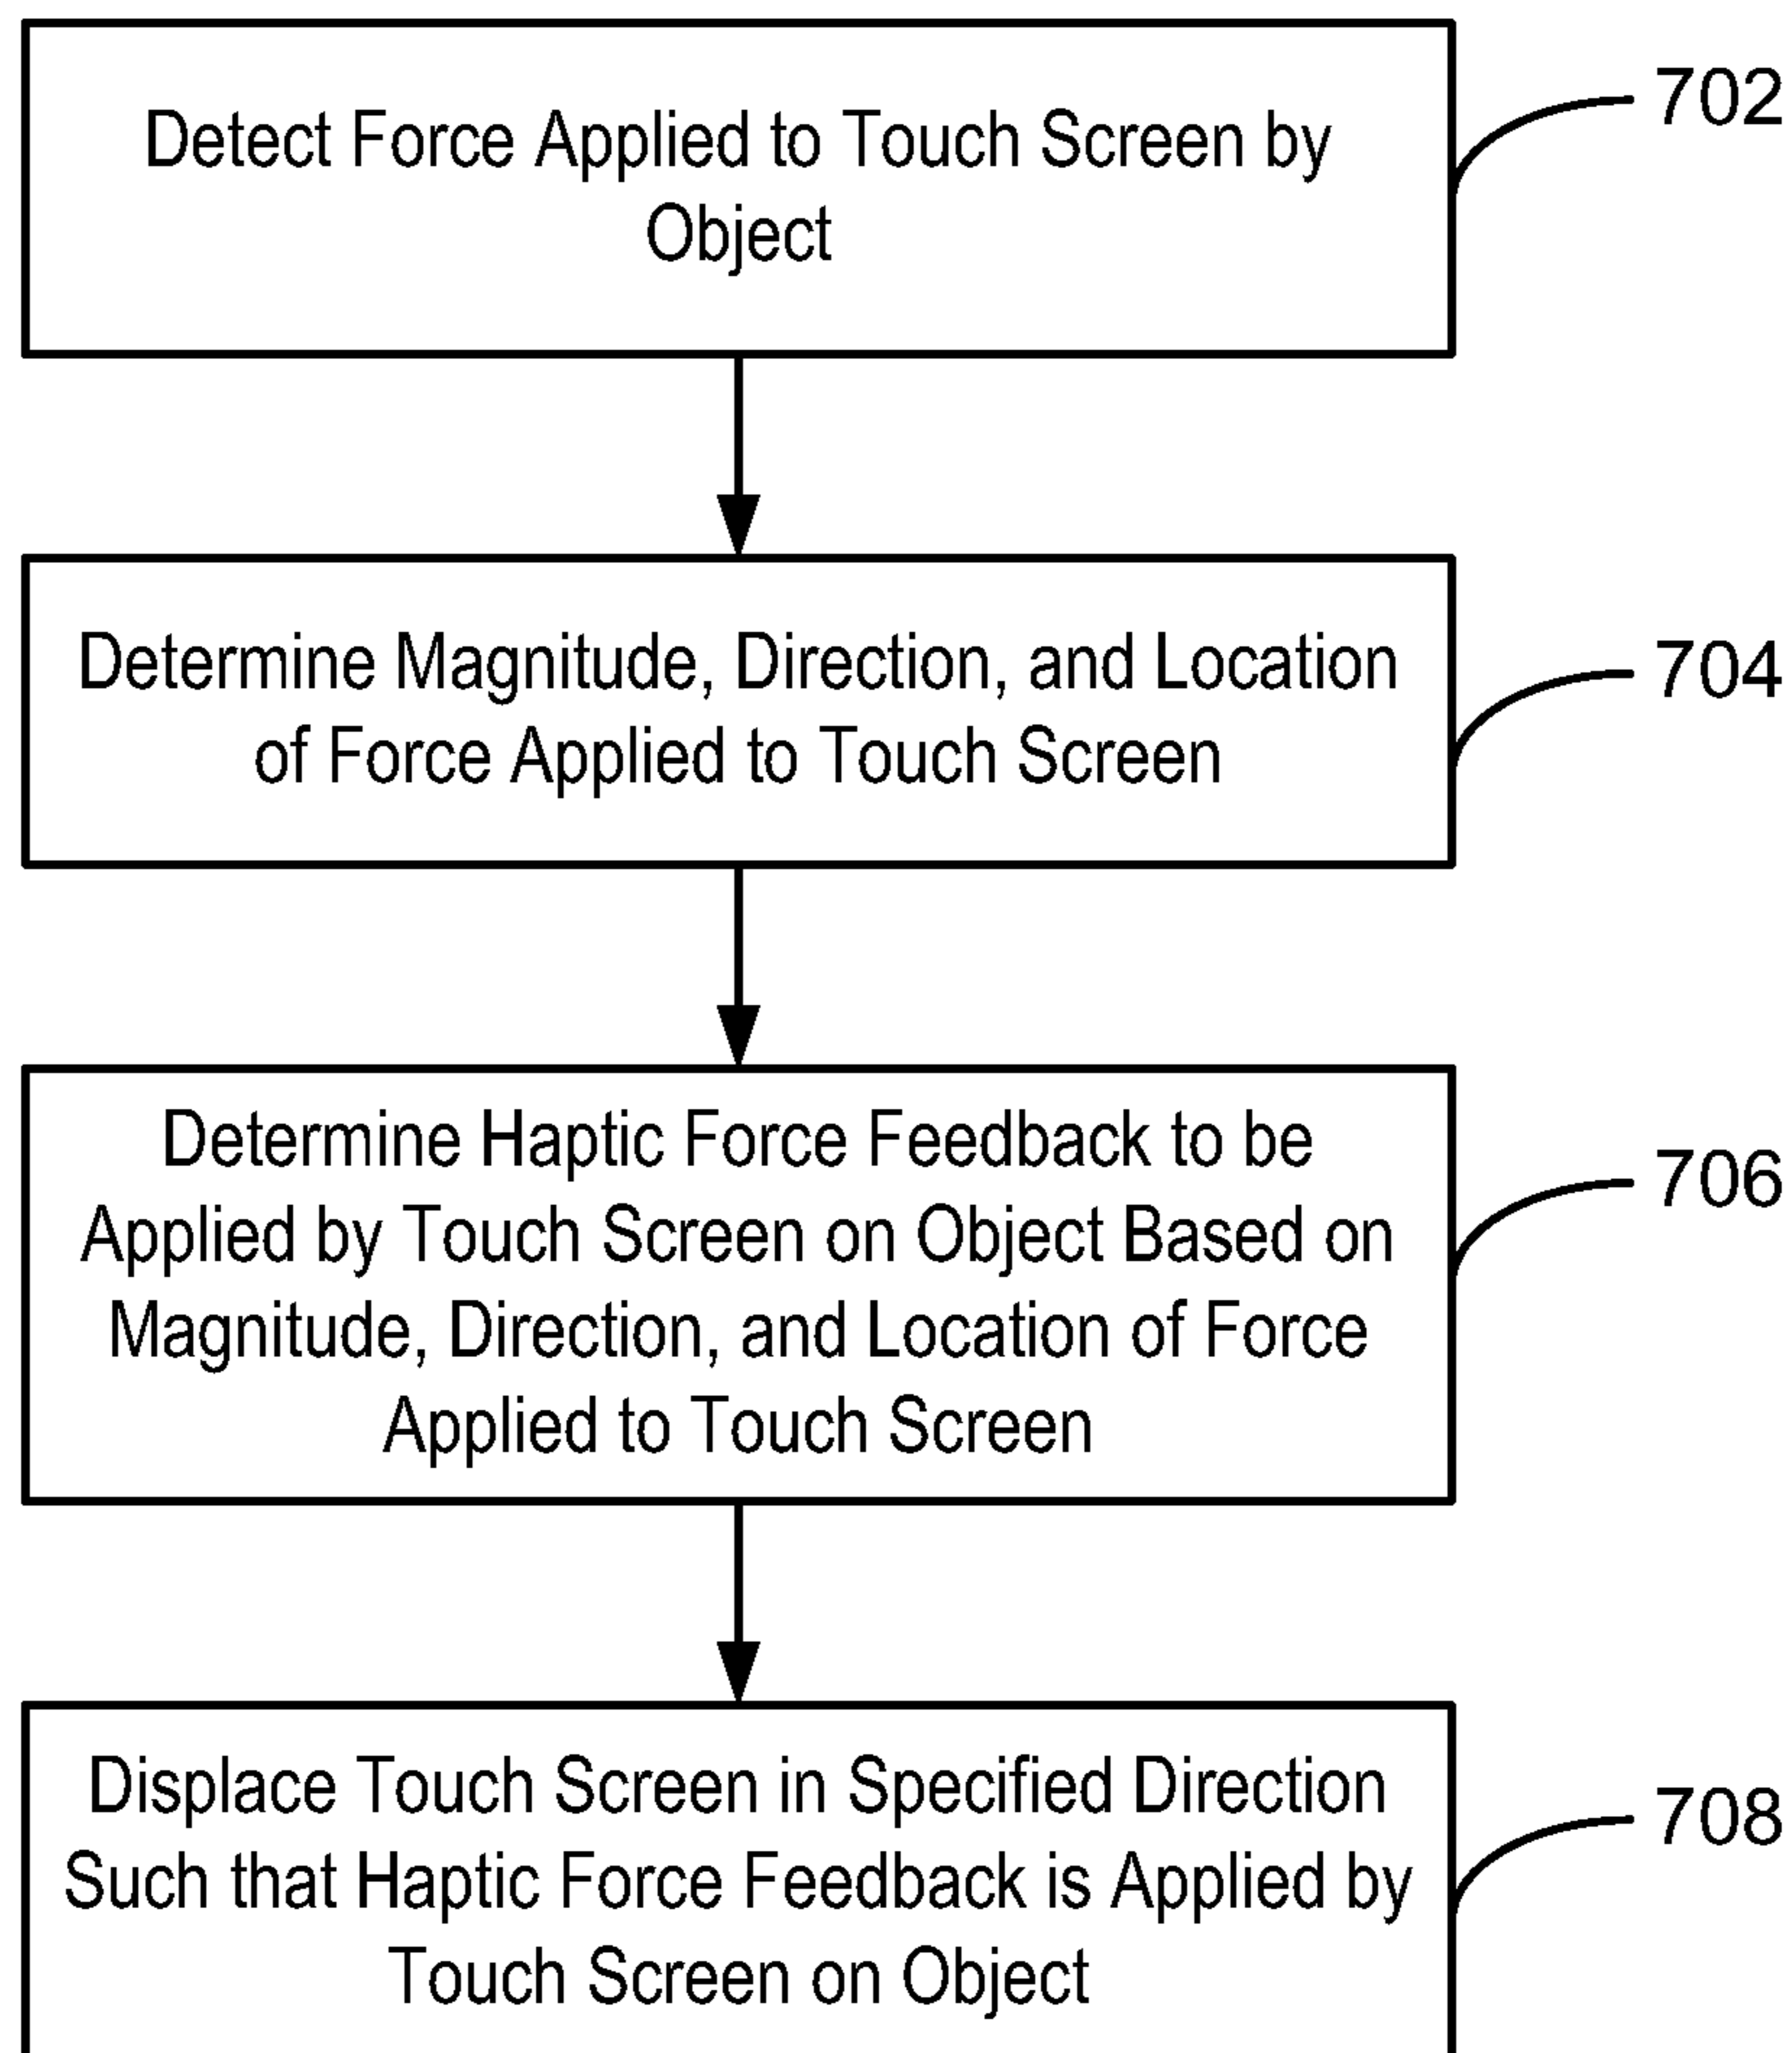 Detect Force Applied to Touch Screen by
Object
702
Determine Magnitude, Direction, and Location
of Force Applied to Touch Screen
704
Determine Haptic Force Feedback to be
Applied by Touch Screen on Object Based on
Magnitude, Direction, and Location of Force
Applied to Touch Screen
706
Displace Touch Screen in Specified Direction
Such that Haptic Force Feedback is Applied by
Touch Screen on Object
708